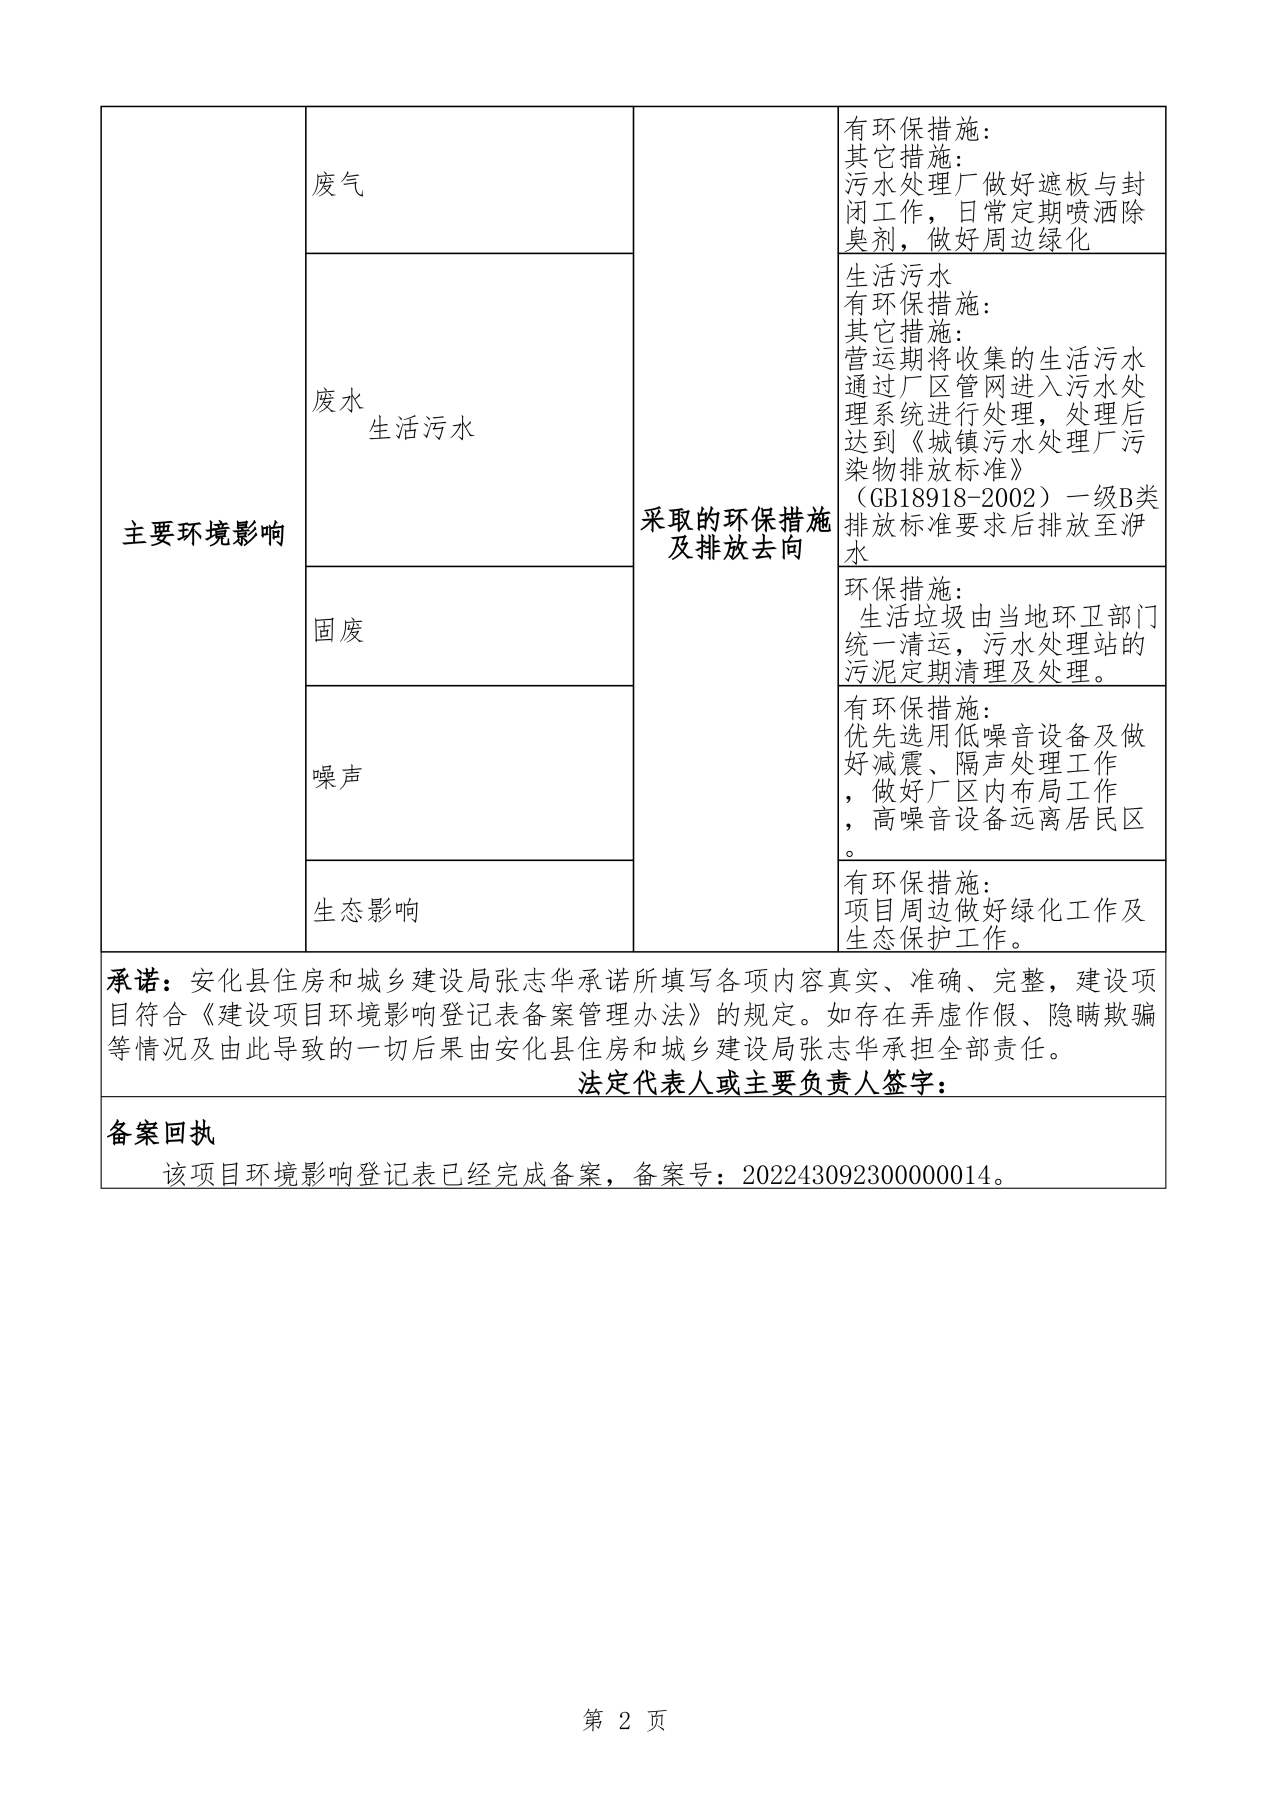 废气
有环保措施:
其它措施:
污水处理厂做好遮板与封
闭工作，日常定期喷洒除
臭剂，做好周边绿化
废水
生活污水
生活污水
有环保措施:
其它措施:
营运期将收集的生活污水
通过厂区管网进入污水处
理系统进行处理，处理后
达到《城镇污水处理厂污
染物排放标准》
（GB18918-2002）一级B类
排放标准要求后排放至洢
水
主要环境影响
采取的环保措施
及排放去向
固废
环保措施:
生活垃圾由当地环卫部门
统一清运，污水处理站的
污泥定期清理及处理。
噪声
有环保措施:
优先选用低噪音设备及做
好减震、隔声处理工作
，做好厂区内布局工作
，高噪音设备远离居民区
。
生态影响
有环保措施:
项目周边做好绿化工作及
生态保护工作。
承诺：安化县住房和城乡建设局张志华承诺所填写各项内容真实、准确、完整，建设项
目符合《建设项目环境影响登记表备案管理办法》的规定。如存在弄虚作假、隐瞒欺骗
等情况及由此导致的一切后果由安化县住房和城乡建设局张志华承担全部责任。
法定代表人或主要负责人签字：
备案回执
该项目环境影响登记表已经完成备案，备案号：202243092300000014。
第 2 页